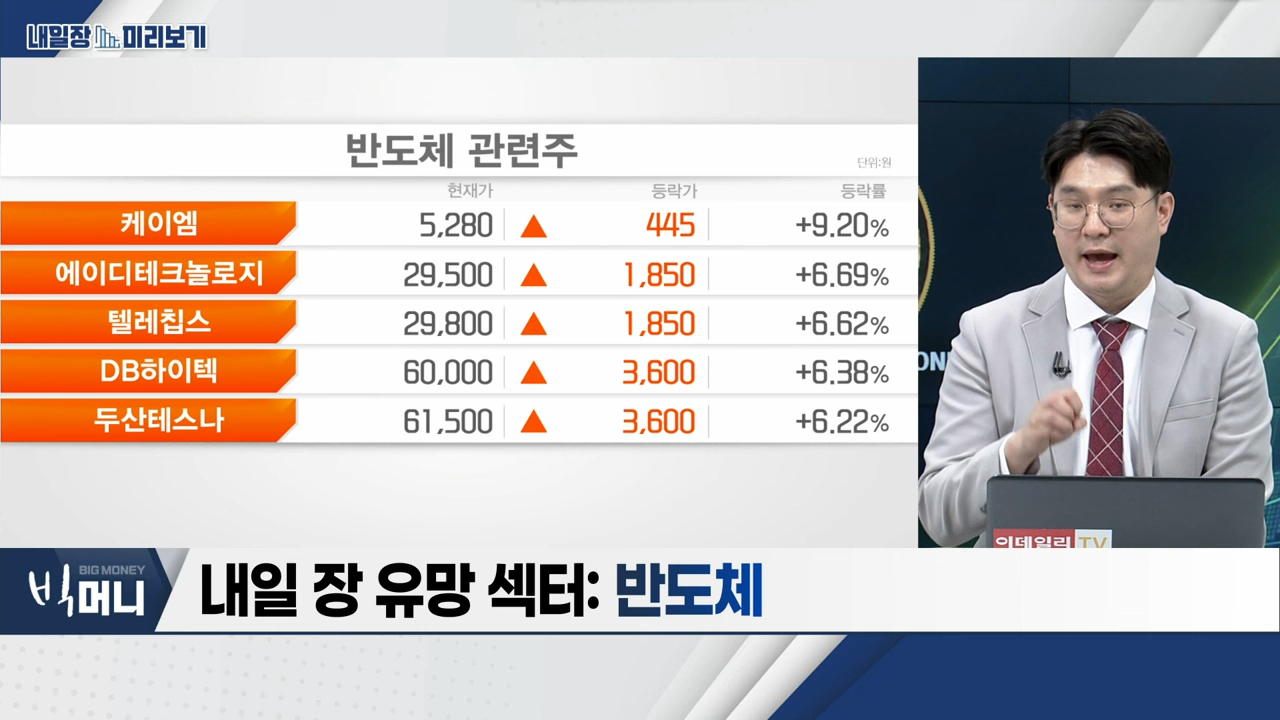 내일장 미리보기
반도체 관련주
단위:원
현재가 등락가 등락률
케이엠 5,280 ▲ 445 +9.20%
에이디테크놀로지 29,500 ▲ 1,850 +6.69%
텔레칩스 29,800 ▲ 1,850 +6.62%
DB하이텍 60,000 ▲ 3,600 +6.38%
두산테스나 61,500 ▲ 3,600 +6.22%
이데일리TV
BIG MONEY
빅머니
내일 장 유망 섹터: 반도체